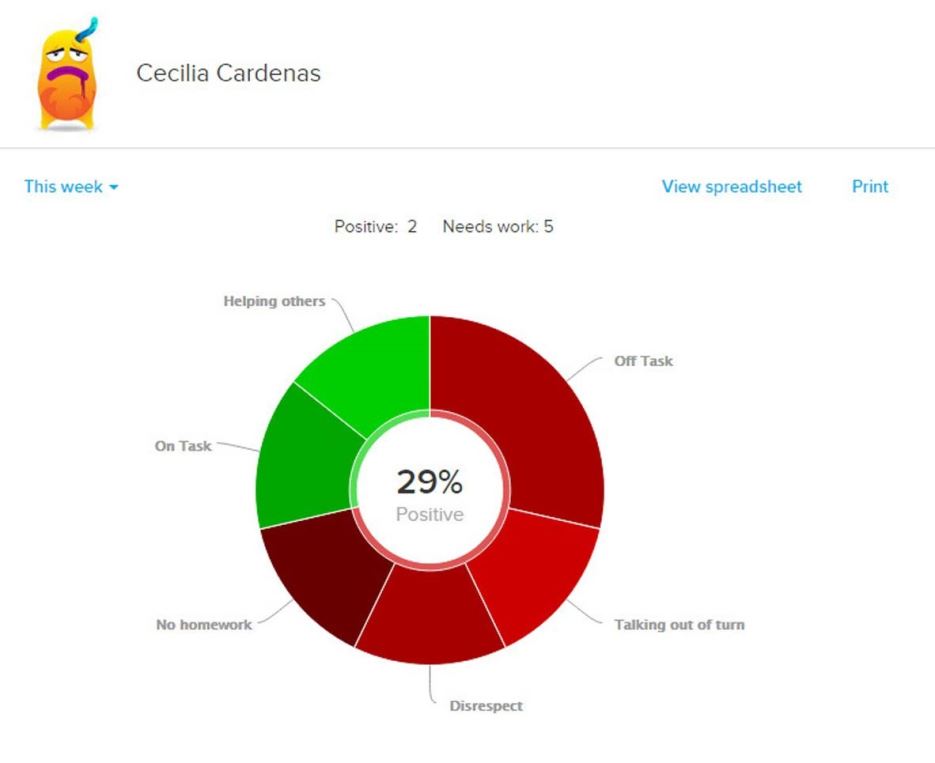 Cecilia Cardenas
This week
View spreadsheet
Print
Positive: 2 Needs work: 5
Helping others
Off Task
On Task
29%
Positive
No homework
Talking out of turn
Disrespect